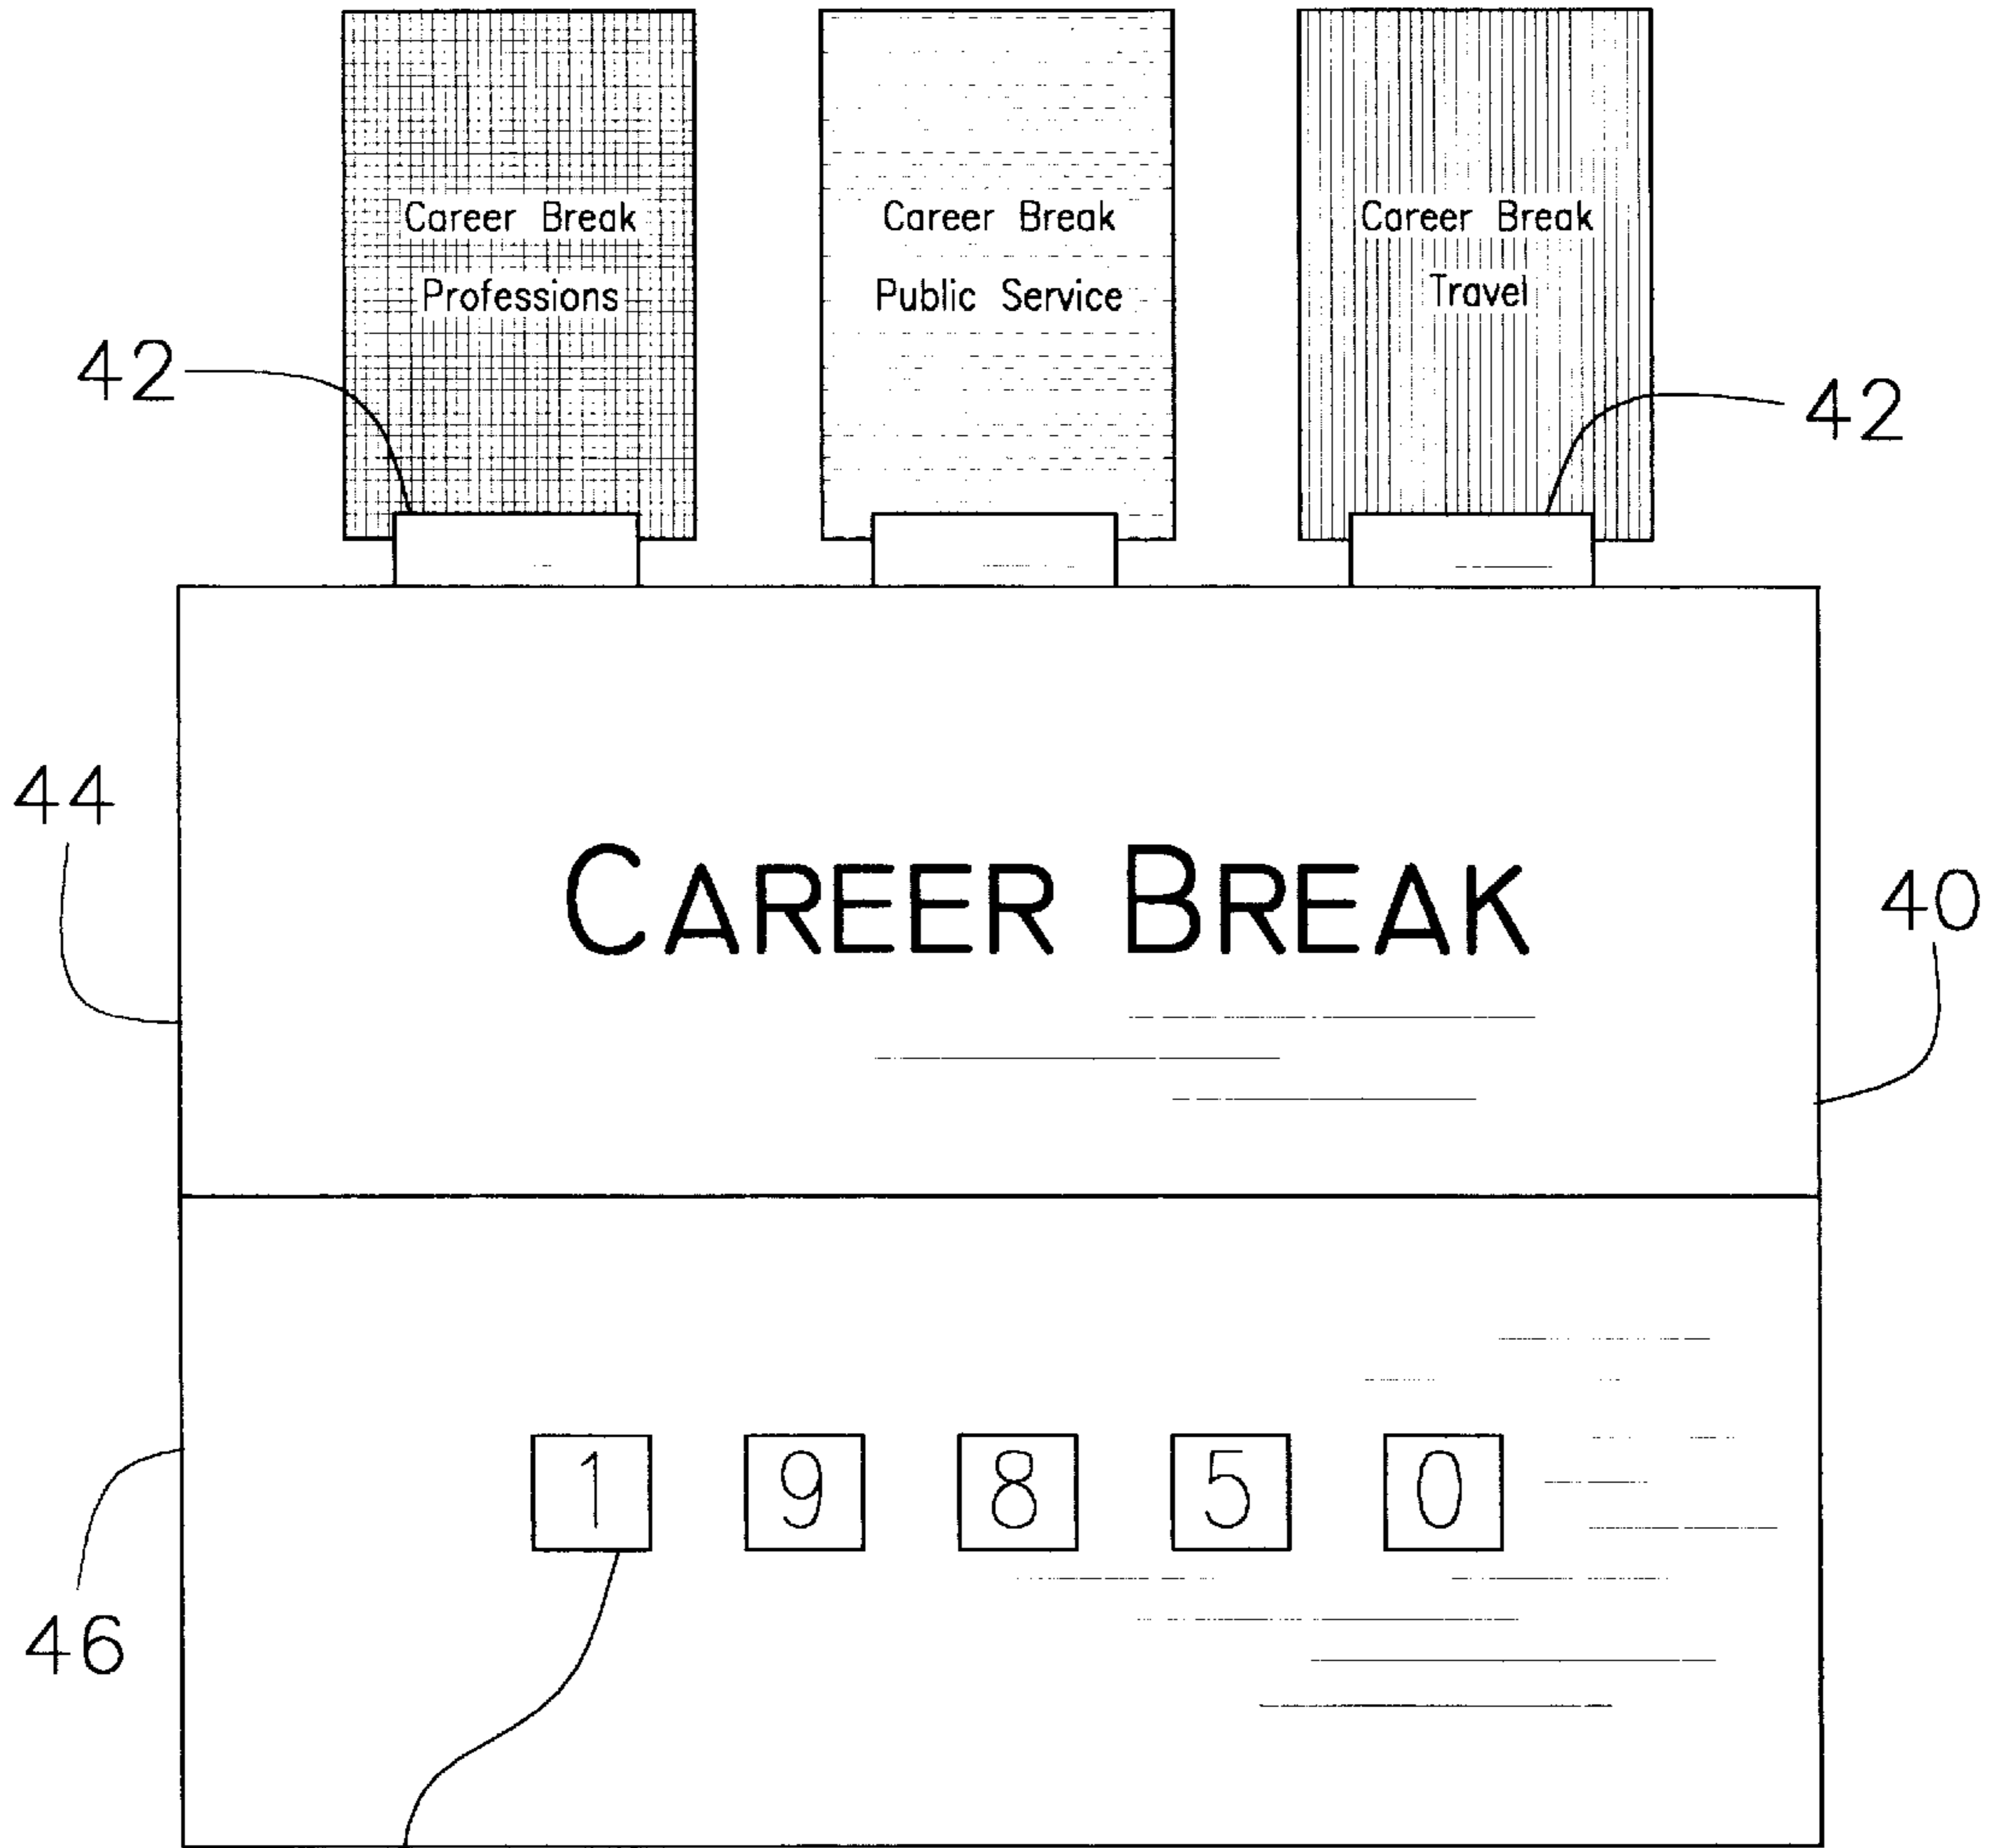 Career Break
Professions
Career Break
Public Service
Career Break
Travel
42
42
44
CAREER BREAK
40
1 9 8 5 0
46